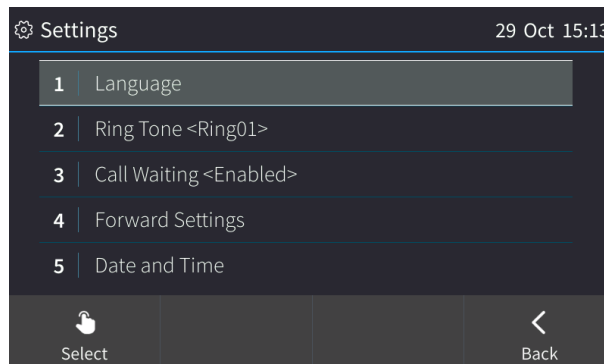 Settings 29 Oct 15:13
1 Language
2 Ring Tone <Ring01>
3 Call Waiting <Enabled>
4 Forward Settings
5 Date and Time
Select Back